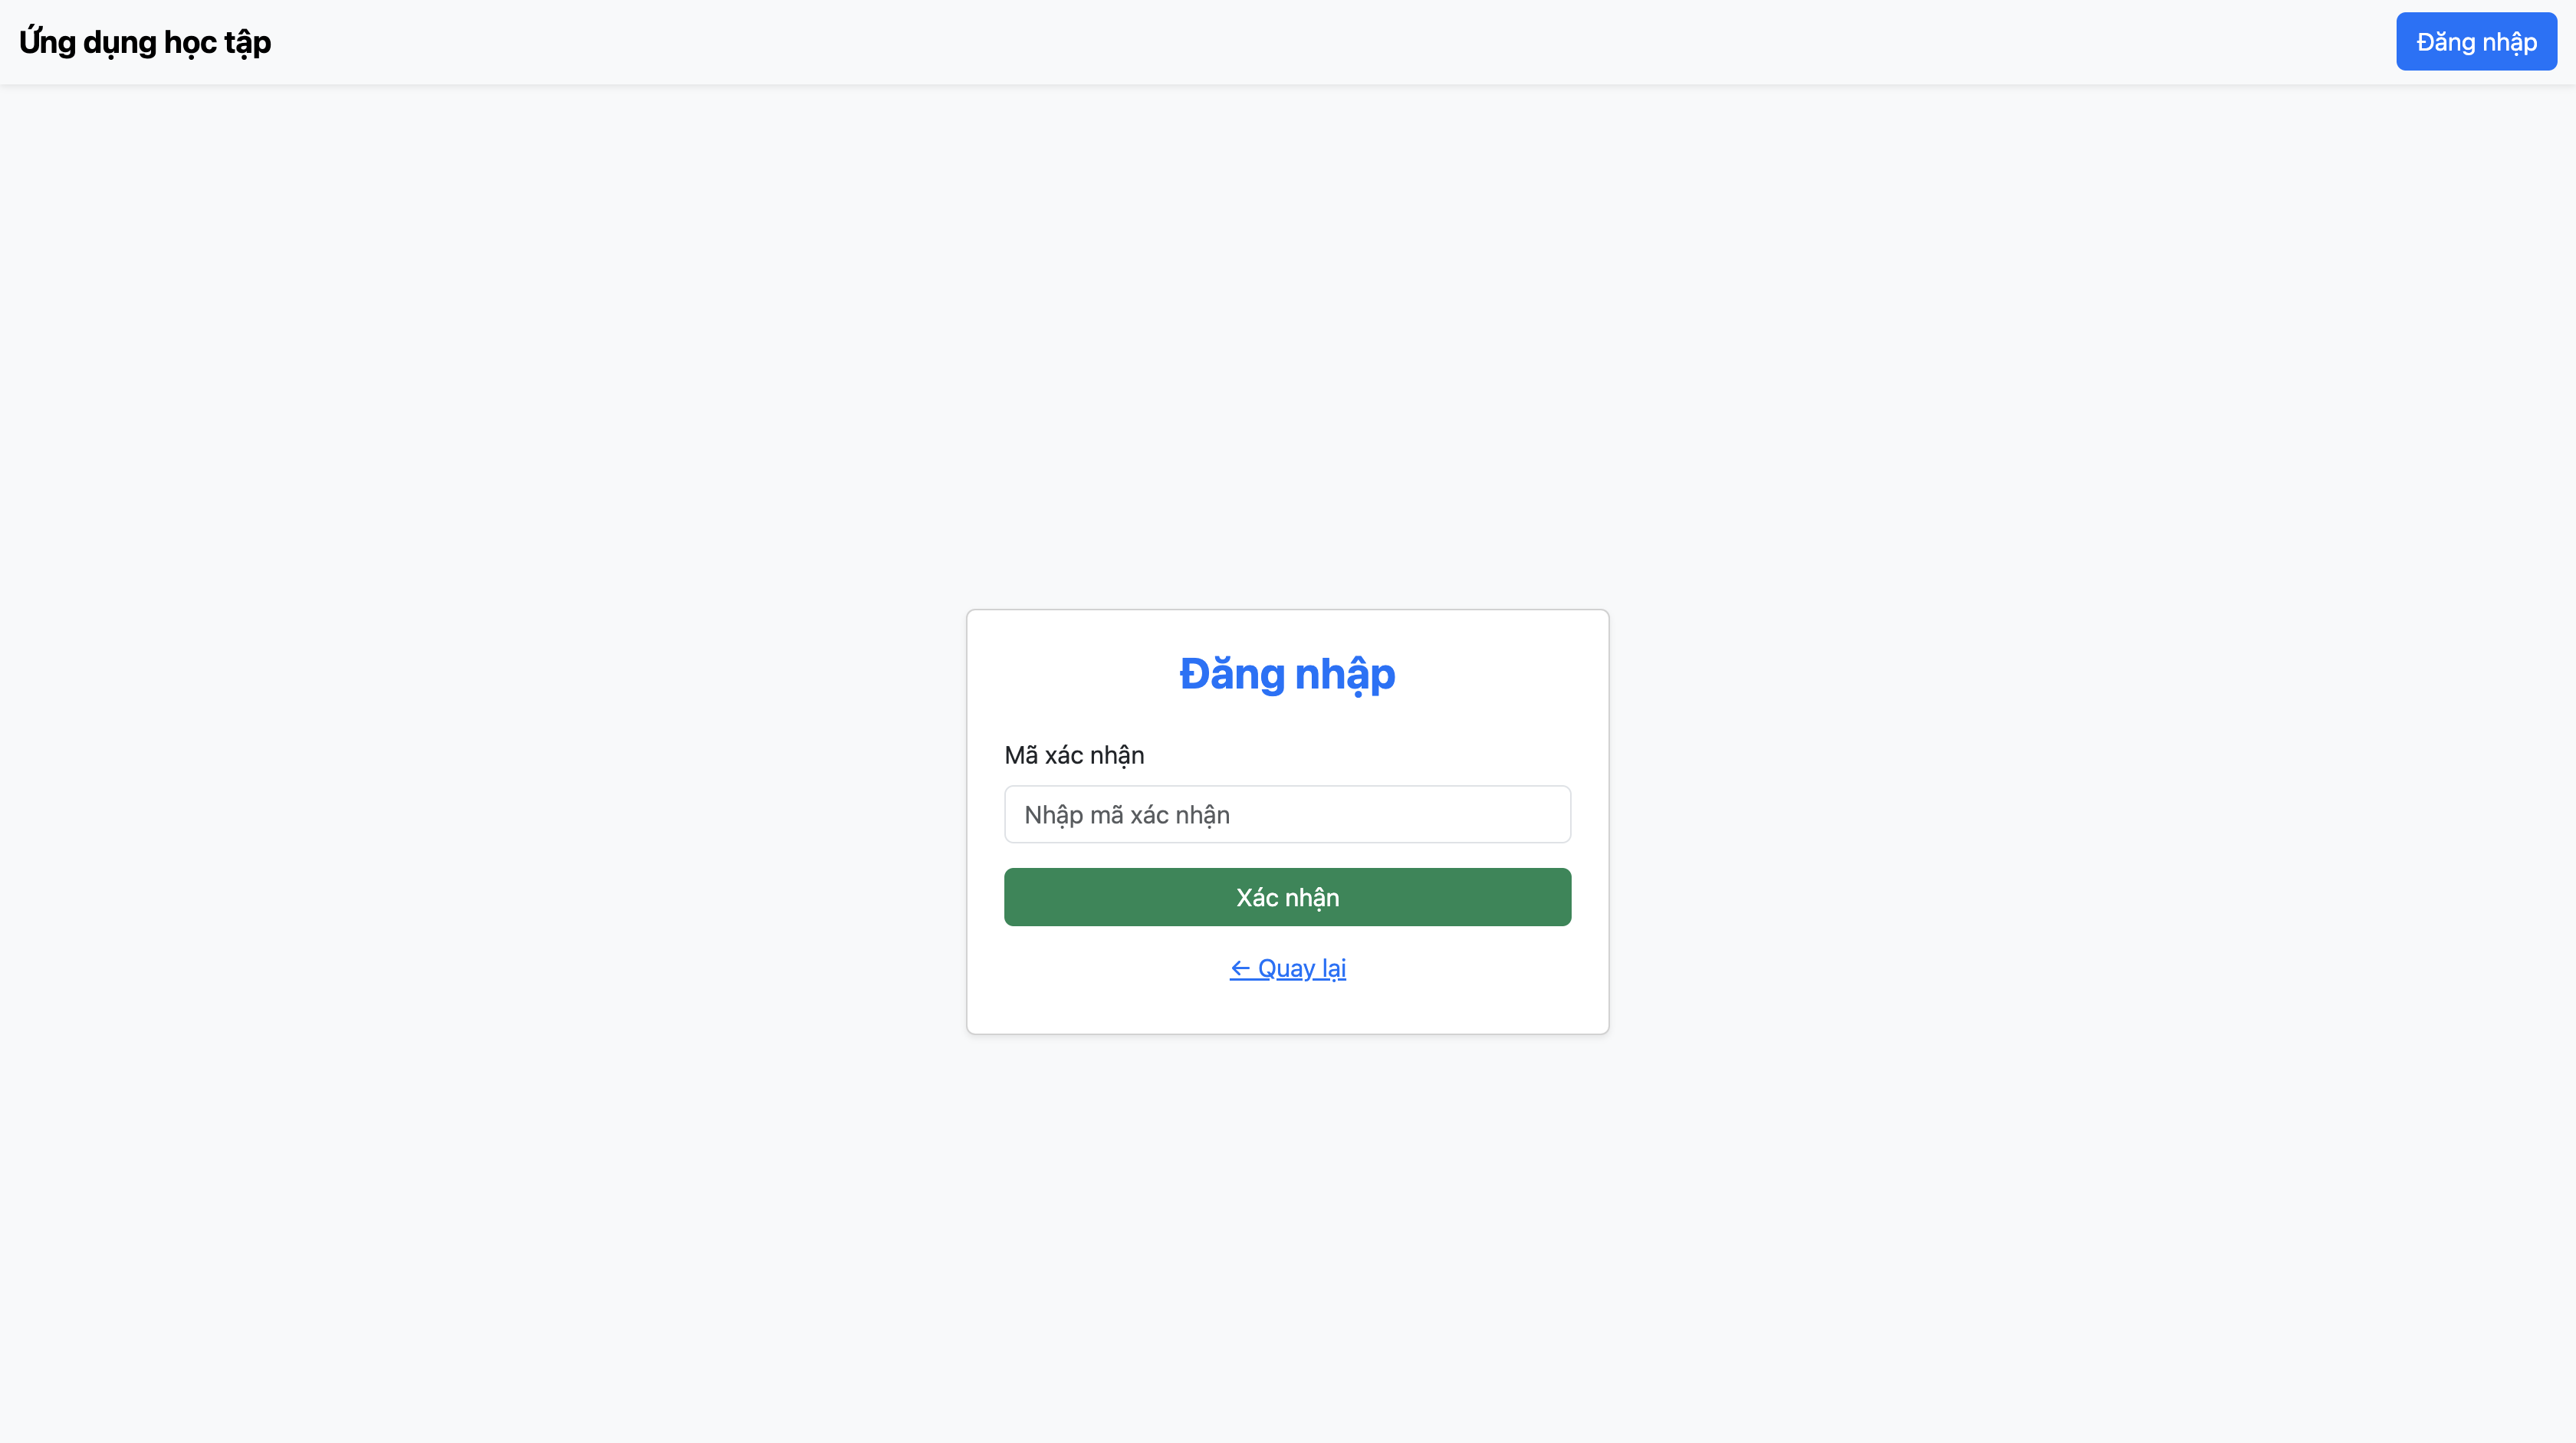 Ứng dụng học tập
Đăng nhập
Đăng nhập
Mã xác nhận
Nhập mã xác nhận
Xác nhận
← Quay lại